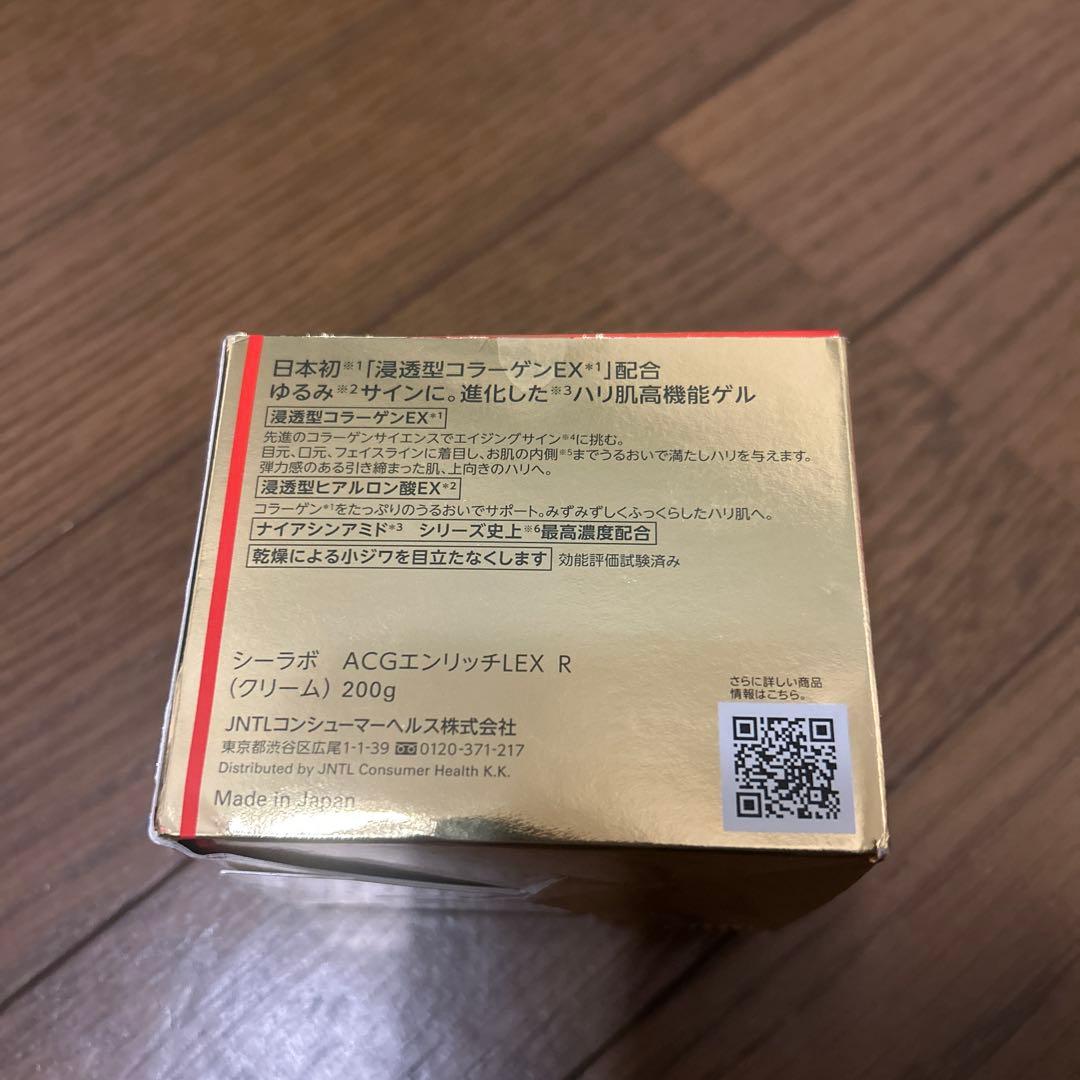 日本初※1「浸透型コラーゲンEX*1」配合
ゆるみ※2サインに。進化した※3ハリ肌高機能ゲル
浸透型コラーゲンEX*1
先進のコラーゲンサイエンスでエイジングサイン※4に挑む。
目元、口元、フェイスラインに着目し、お肌の内側※5までうるおいで満たしハリを与えます。
弾力感のある引き締まった肌、上向きのハリへ。
浸透型ヒアルロン酸EX*2
コラーゲン*1をたっぷりのうるおいでサポート。みずみずしくふっくらしたハリ肌へ。
ナイアシンアミド*3 シリーズ史上※6最高濃度配合
乾燥による小ジワを目立たなくします 効能評価試験済み
シーラボ ACGエンリッチLEX R
(クリーム) 200g
JNTLコンシューマーヘルス株式会社
東京都渋谷区広尾1-1-39 0120-371-217
Distributed by JNTL Consumer Health K.K.
Made in Japan
さらに詳しい商品
情報はこちら。